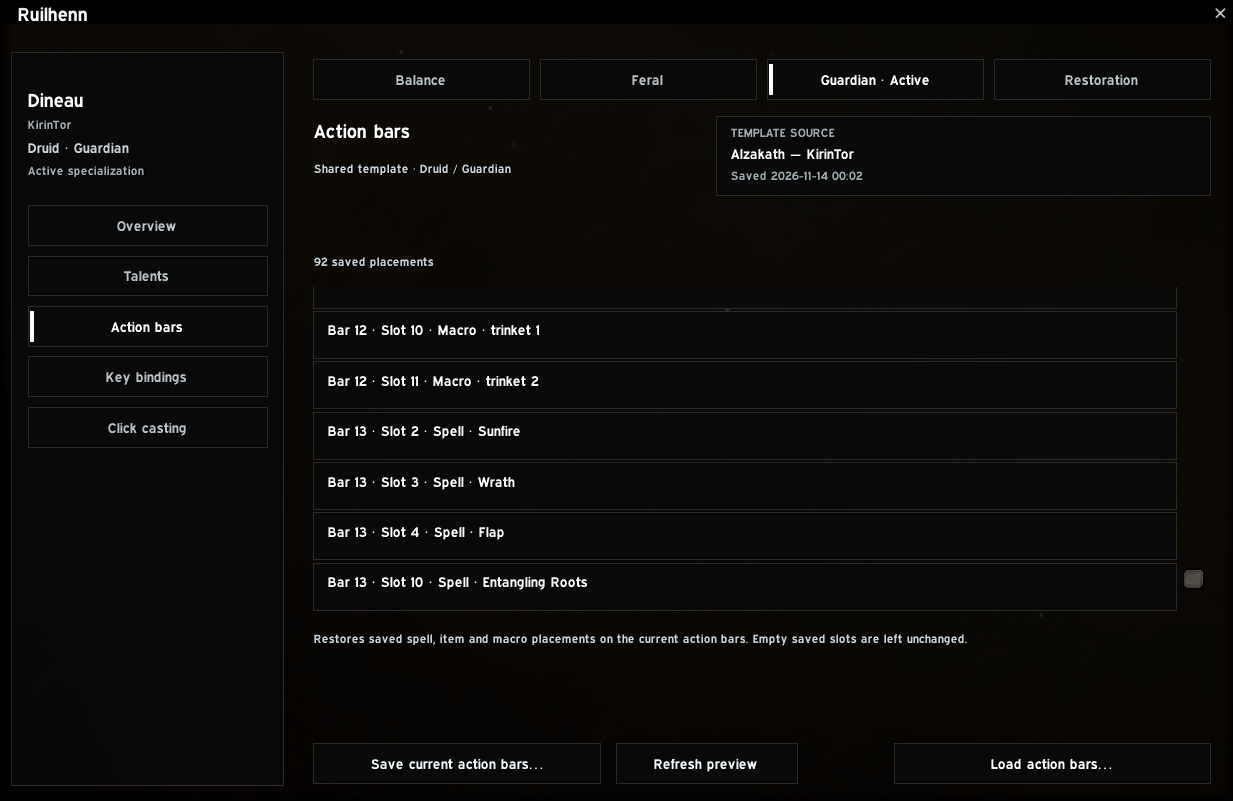 Ruilhenn
Dineau
KirinTor
Druid · Guardian
Active specialization
Overview
Talents
Action bars
Key bindings
Click casting
Balance
Feral
Guardian · Active
Restoration
Action bars
Shared template · Druid / Guardian
TEMPLATE SOURCE
Alzakath — KirinTor
Saved 2026-11-14 00:02
92 saved placements
Bar 12 · Slot 10 · Macro · trinket 1
Bar 12 · Slot 11 · Macro · trinket 2
Bar 13 · Slot 2 · Spell · Sunfire
Bar 13 · Slot 3 · Spell · Wrath
Bar 13 · Slot 4 · Spell · Flap
Bar 13 · Slot 10 · Spell · Entangling Roots
Restores saved spell, item and macro placements on the current action bars. Empty saved slots are left unchanged.
Save current action bars...
Refresh preview
Load action bars...